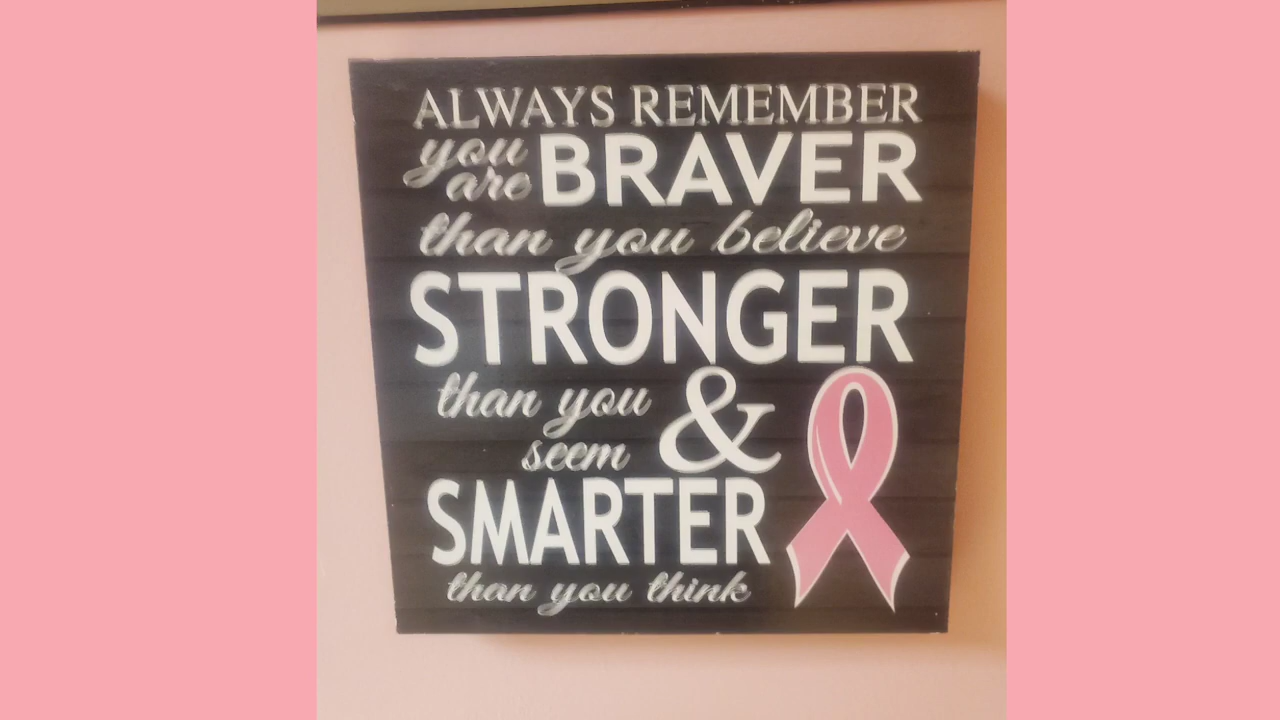 ALWAYS REMEMBER
you are BRAVER
than you believe
STRONGER
than you seem &
SMARTER
than you think